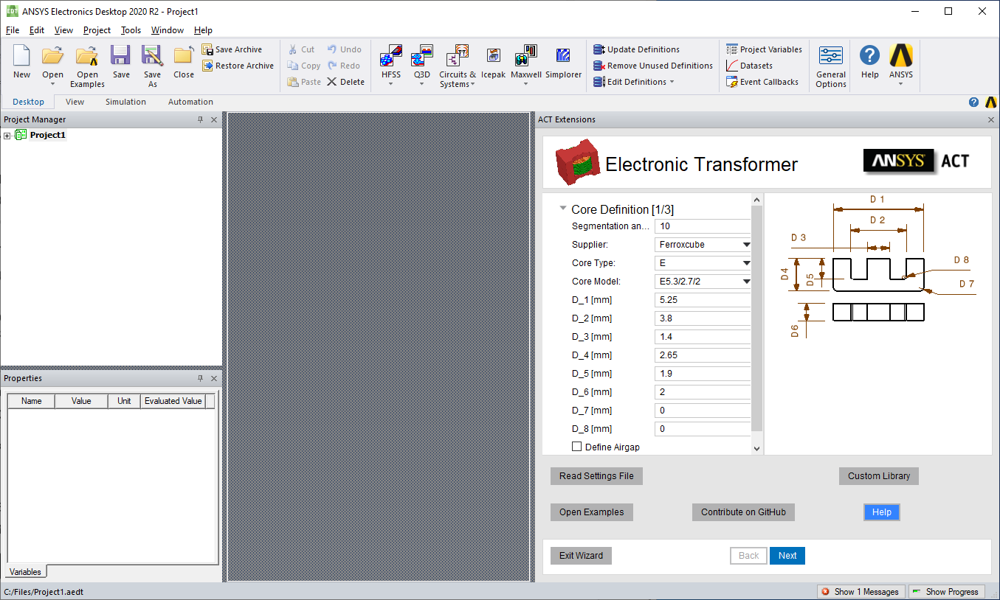 EDT ANSYS Electronics Desktop 2020 R2 - Project1
File Edit View Project Tools Window Help
New
Open
Open Examples
Save
Save As
Close
Save Archive
Restore Archive
Cut
Copy
Paste
Undo
Redo
Delete
HFSS
Q3D
Circuits & Systems
Icepak
Maxwell
Simplorer
Update Definitions
Remove Unused Definitions
Edit Definitions
Project Variables
Datasets
Event Callbacks
General Options
Help
ANSYS
Desktop View Simulation Automation
Project Manager
Project1
Properties
Name Value Unit Evaluated Value
Variables
ACT Extensions
Electronic Transformer
ANSYS ACT
Core Definition [1/3]
Segmentation an... 10
Supplier: Ferroxcube
Core Type: E
Core Model: E5.3/2.7/2
D_1 [mm] 5.25
D_2 [mm] 3.8
D_3 [mm] 1.4
D_4 [mm] 2.65
D_5 [mm] 1.9
D_6 [mm] 2
D_7 [mm] 0
D_8 [mm] 0
Define Airgap
D 1
D 2
D 3
D 8
D4
D5
D 7
D6
Read Settings File Custom Library
Open Examples Contribute on GitHub Help
Exit Wizard Back Next
C:/Files/Project1.aedt Show 1 Messages Show Progress